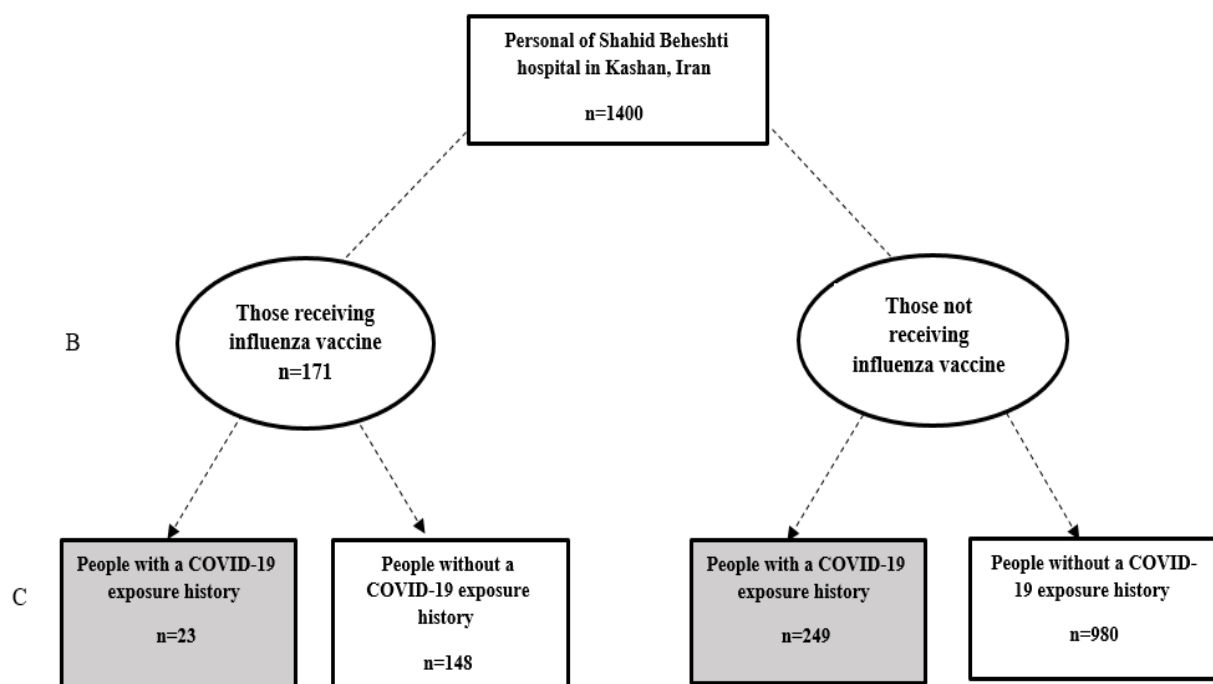 Personal of Shahid Beheshti
hospital in Kashan, Iran
n=1400
B
Those receiving
influenza vaccine
n=171
Those not
receiving
influenza vaccine
C
People with a COVID-19
exposure history
n=23
People without a
COVID-19 exposure
history
n=148
People with a COVID-19
exposure history
n=249
People without a COVID-
19 exposure history
n=980